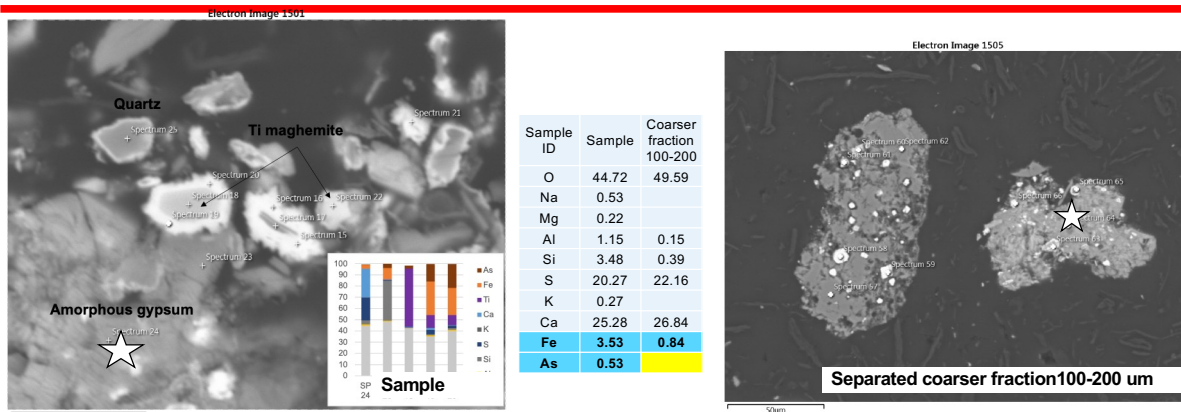 Electron Image 1501
Quartz
Spectrum 25
Ti maghemite
Spectrum 21
Spectrum 20
Spectrum 18
Spectrum 19
Spectrum 16
Spectrum 22
Spectrum 17
Spectrum 15
Spectrum 23
Amorphous gypsum
Spectrum 24
100
90
80
70
60
50
40
30
20
10
0
As
Fe
Ti
Ca
K
S
Si
SP
24
Sample
Sample ID Sample Coarser fraction 100-200
O 44.72 49.59
Na 0.53
Mg 0.22
Al 1.15 0.15
Si 3.48 0.39
S 20.27 22.16
K 0.27
Ca 25.28 26.84
Fe 3.53 0.84
As 0.53
Electron Image 1505
Spectrum 62
Spectrum 61
Spectrum 65
Spectrum 58
Spectrum 59
Spectrum 57
Separated coarser fraction100-200 um
50µm